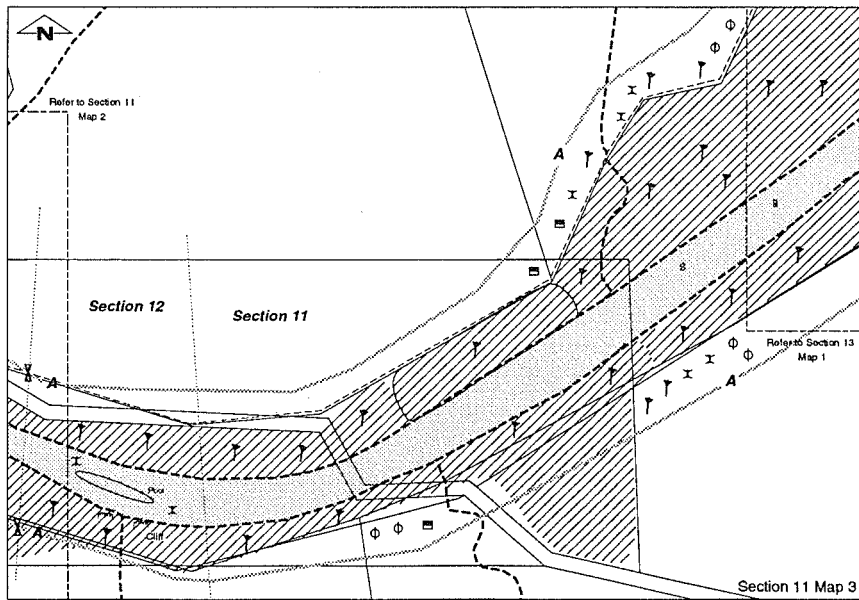 N
Refer to Section 11
Map 2
A
A
Section 12
Section 11
A
Refer to Section 13
Map 1
A
Pool
A
Cliff
Section 11 Map 3